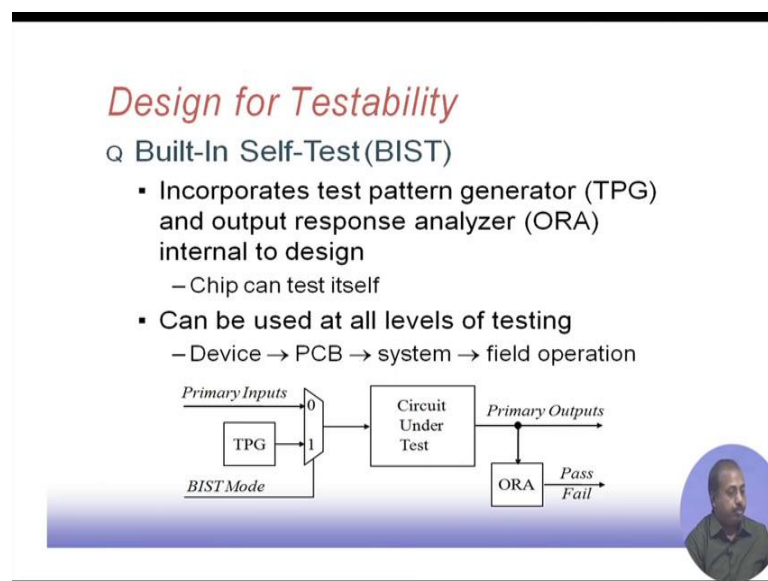 Design for Testability
Q Built-In Self-Test (BIST)
▪ Incorporates test pattern generator (TPG)
and output response analyzer (ORA)
internal to design
– Chip can test itself
▪ Can be used at all levels of testing
– Device → PCB → system → field operation
Primary Inputs
0
Circuit
Under
Test
Primary Outputs
TPG
1
BIST Mode
ORA
Pass
Fail